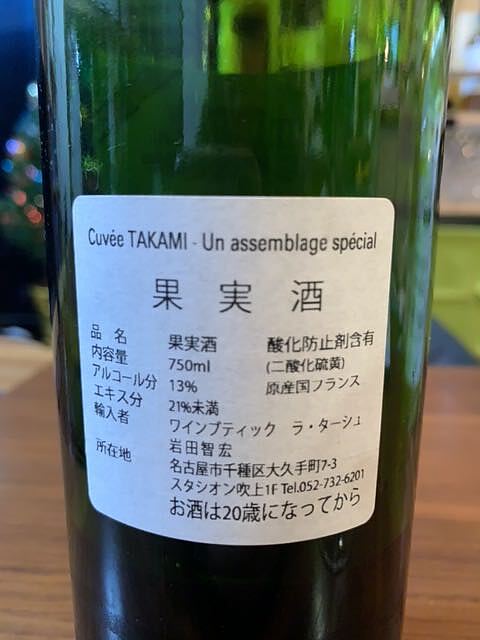 Cuvée TAKAMI - Un assemblage spécial
果 実 酒
品 名 果実酒 酸化防止剤含有
内容量 750ml (二酸化硫黄)
アルコール分 13% 原産国フランス
エキス分 21%未満
輸入者 ワインブティック ラ・ターシュ
岩田智宏
所在地 名古屋市千種区大久手町7-3
スタシオン吹上1F Tel.052-732-6201
お酒は20歳になってから